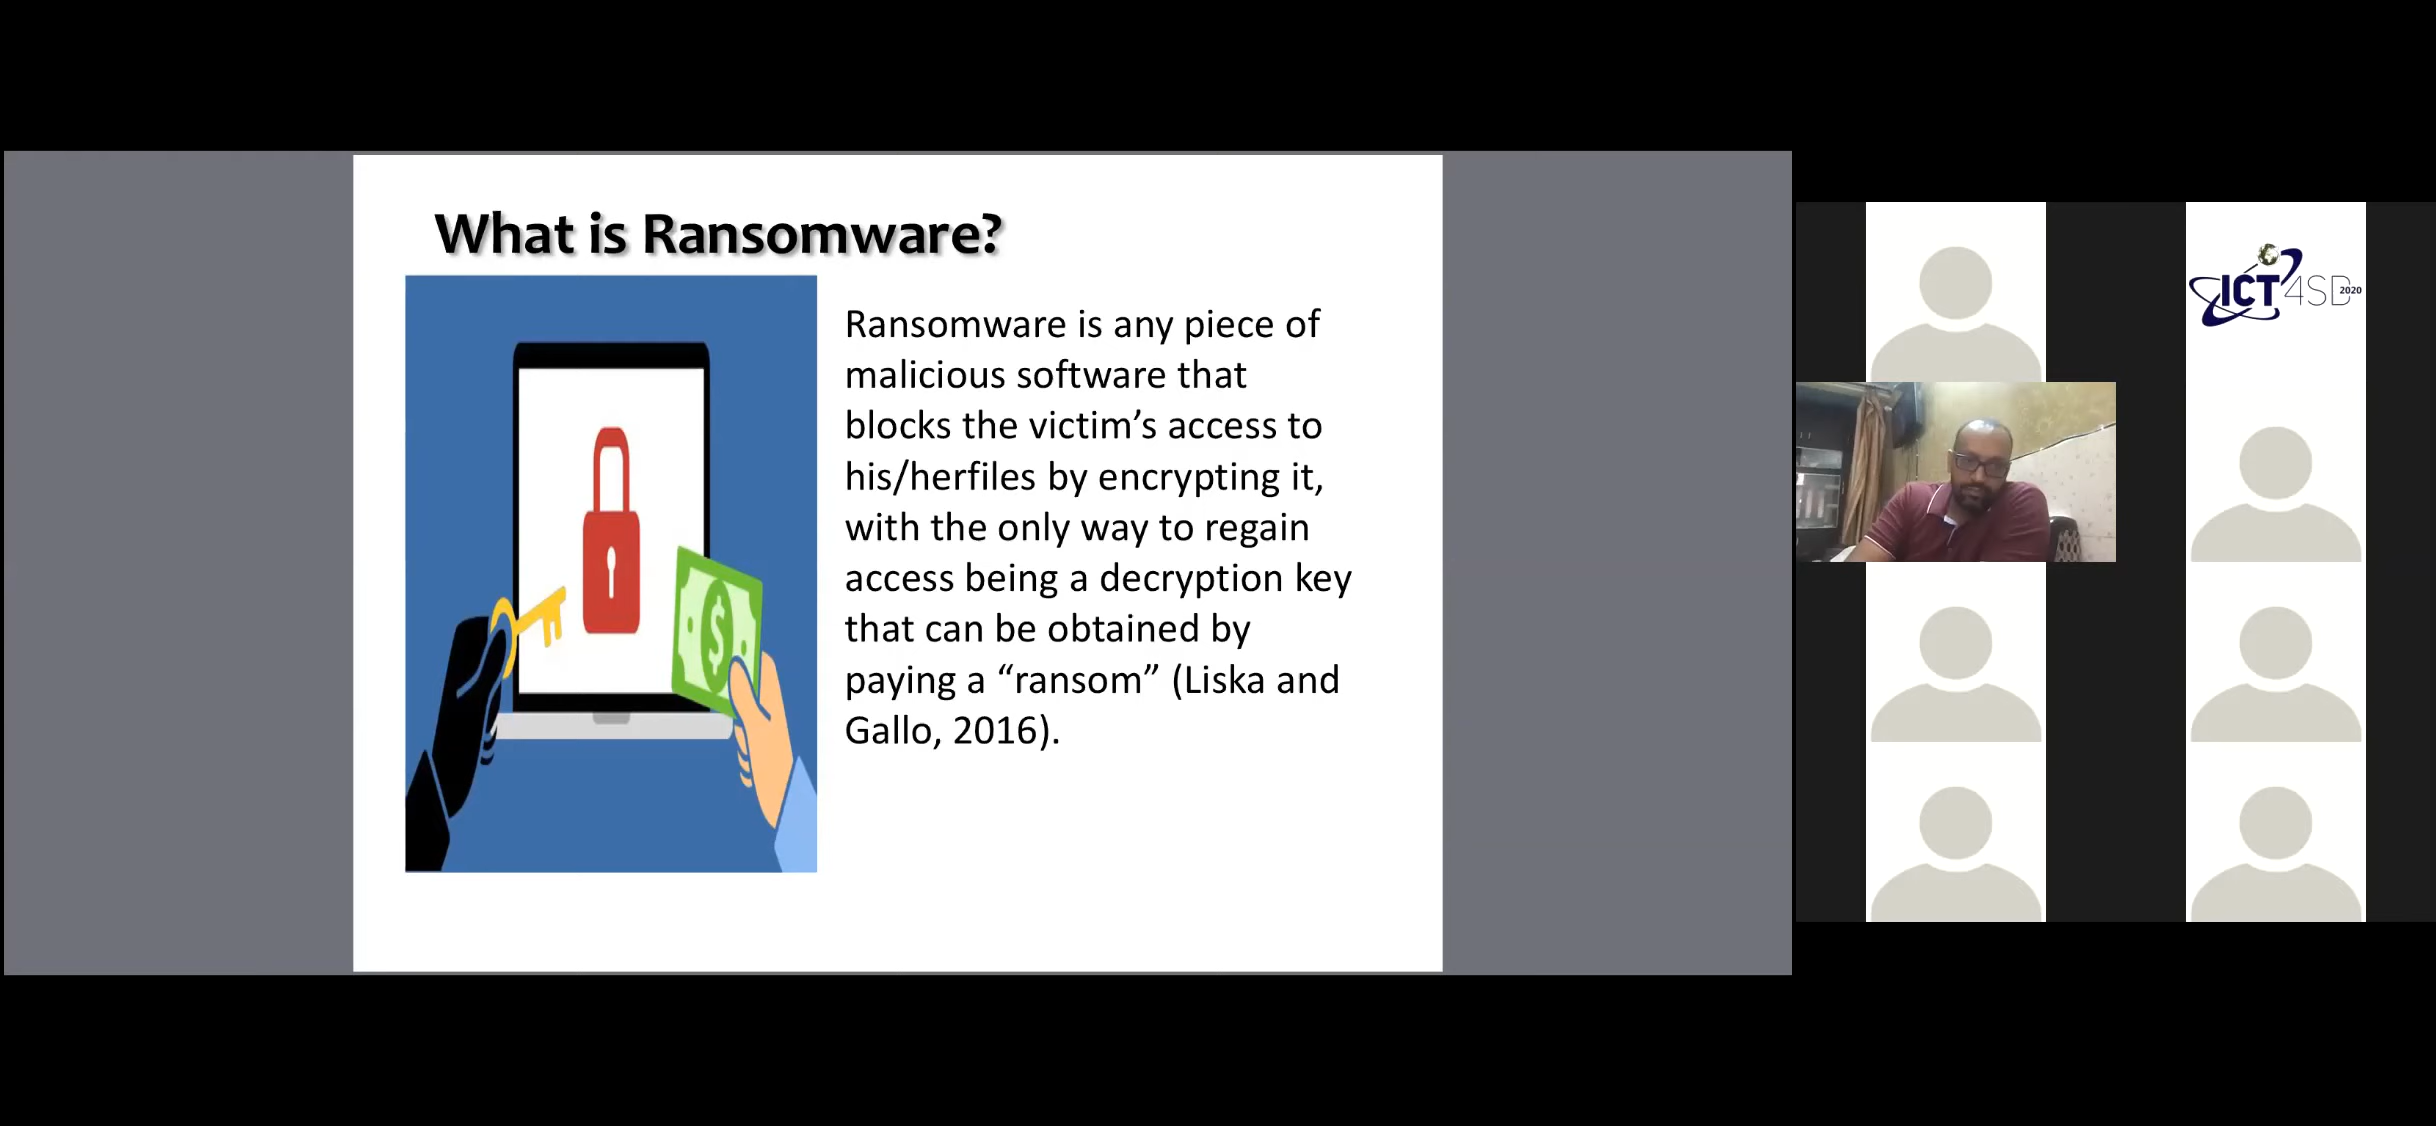 What is Ransomware?
Ransomware is any piece of
malicious software that
blocks the victim’s access to
his/herfiles by encrypting it,
with the only way to regain
access being a decryption key
that can be obtained by
paying a “ransom” (Liska and
Gallo, 2016).
$
ICT4SD2020